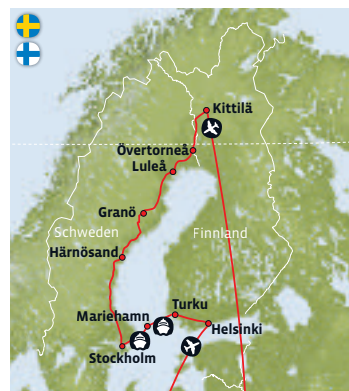 Kittilä
Övertorneå
Luleå
Granö
Schweden
Finnland
Härnösand
Mariehamn
Turku
Helsinki
Stockholm